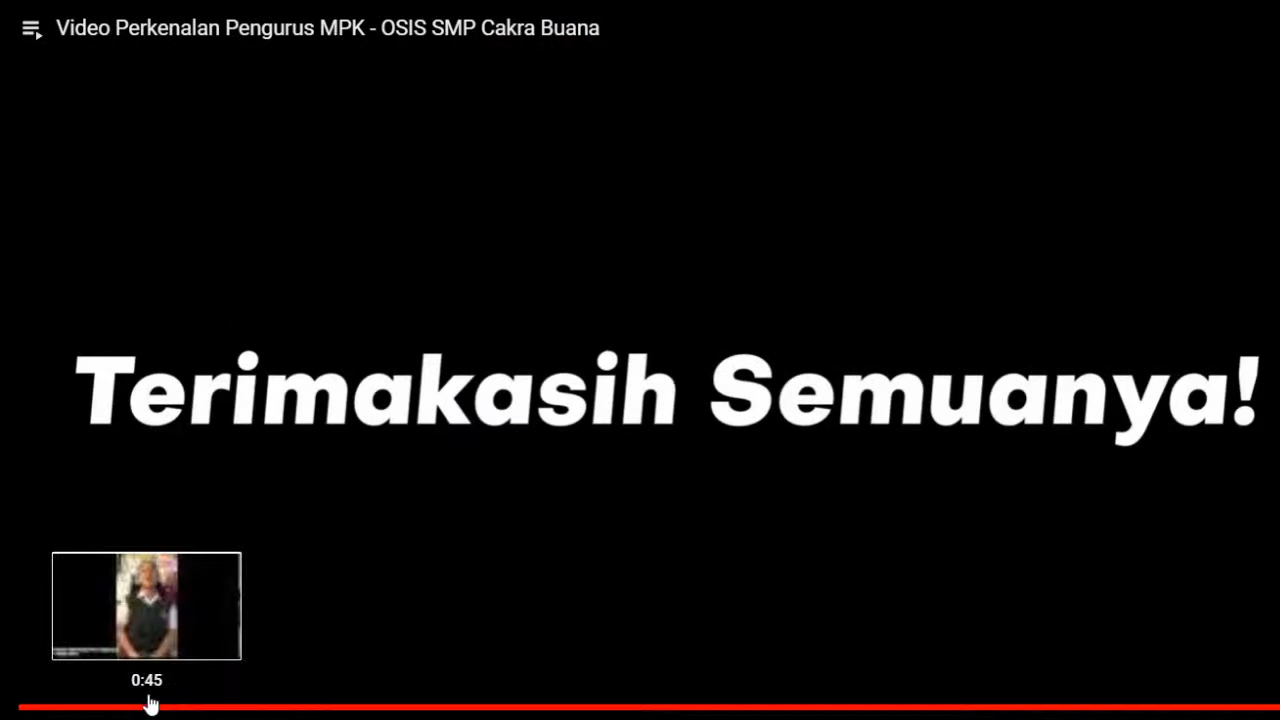 Video Perkenalan Pengurus MPK - OSIS SMP Cakra Buana
Terimakasih Semuanya!
0:45